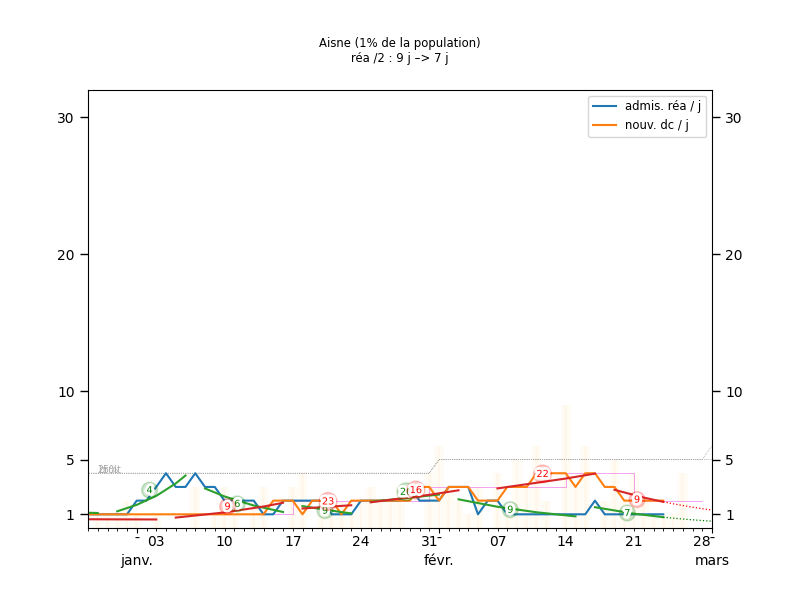 Aisne (1% de la population)
réa /2 : 9 j –> 7 j
admis. réa / j
nouv. dc / j
30 30
20 20
10 10
5 5
1 1
4 9 6 23 9 16 9 22 7 9
- 03 10 17 24 31- 07 14 21 28-
janv. févr. mars